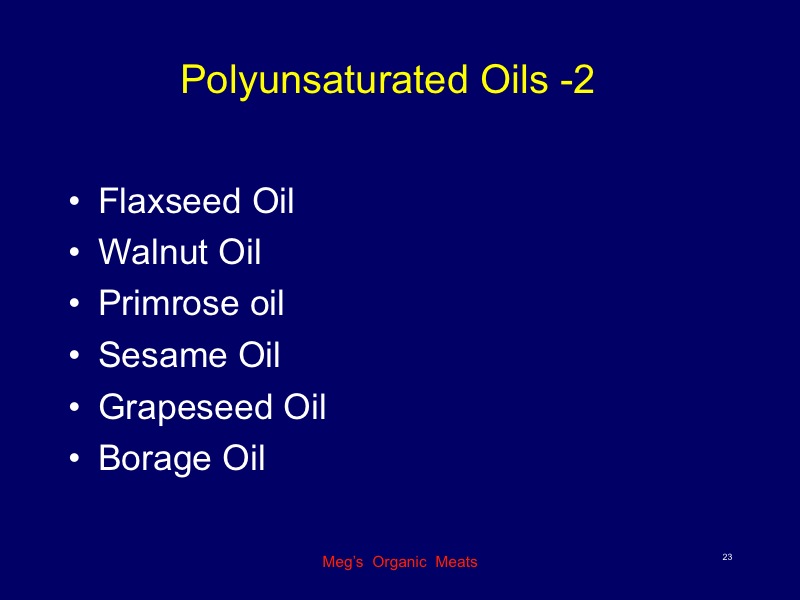 Polyunsaturated Oils -2
• Flaxseed Oil
• Walnut Oil
• Primrose oil
• Sesame Oil
• Grapeseed Oil
• Borage Oil
Meg's Organic Meats
23